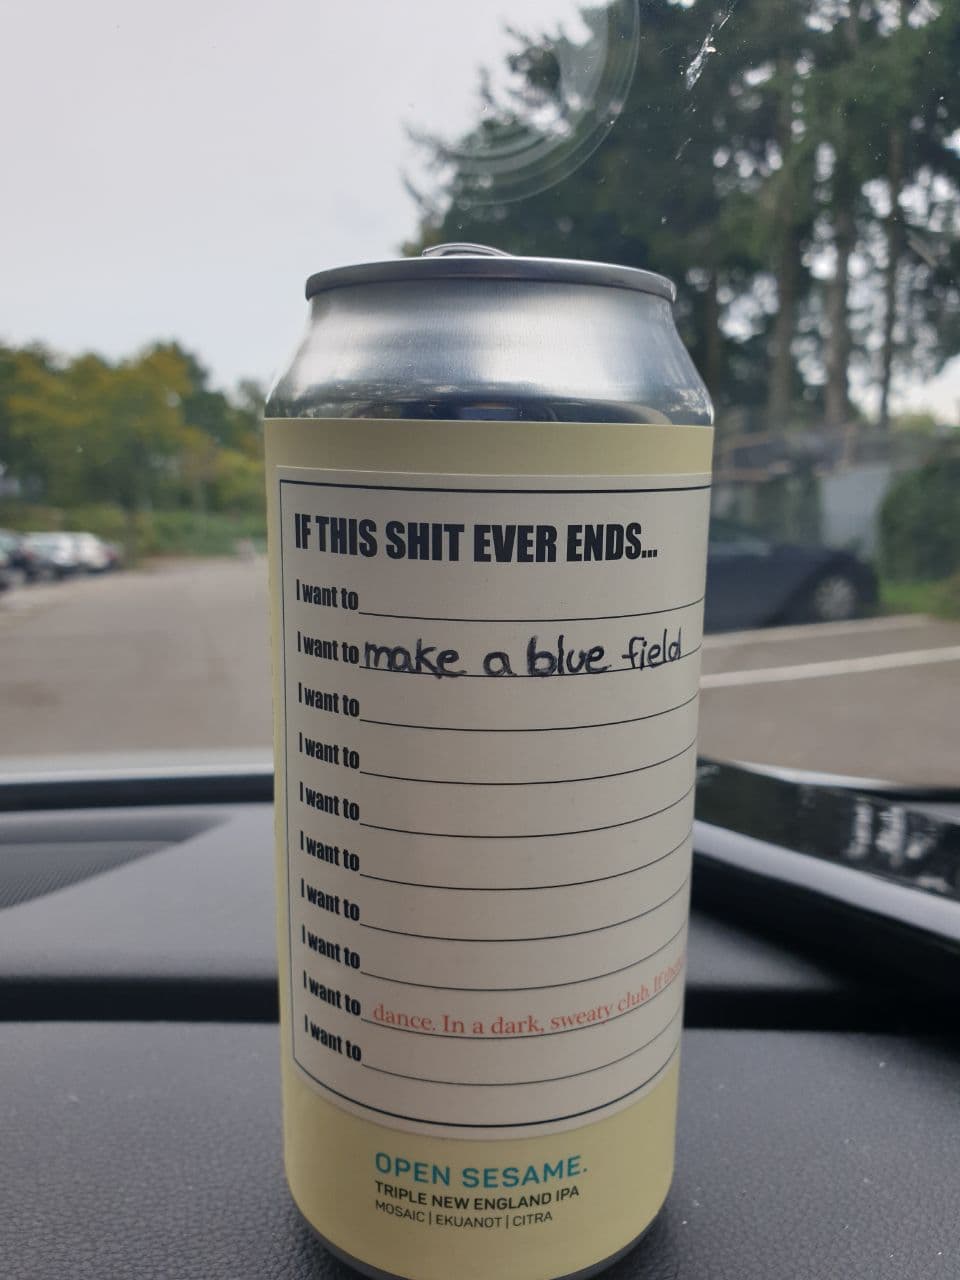 IF THIS SHIT EVER ENDS...
I want to
I want to make a blue field
I want to
I want to
I want to
I want to
I want to
I want to
I want to dance. In a dark, sweaty club. If
I want to
OPEN SESAME.
TRIPLE NEW ENGLAND IPA
MOSAIC | EKUANOT | CITRA